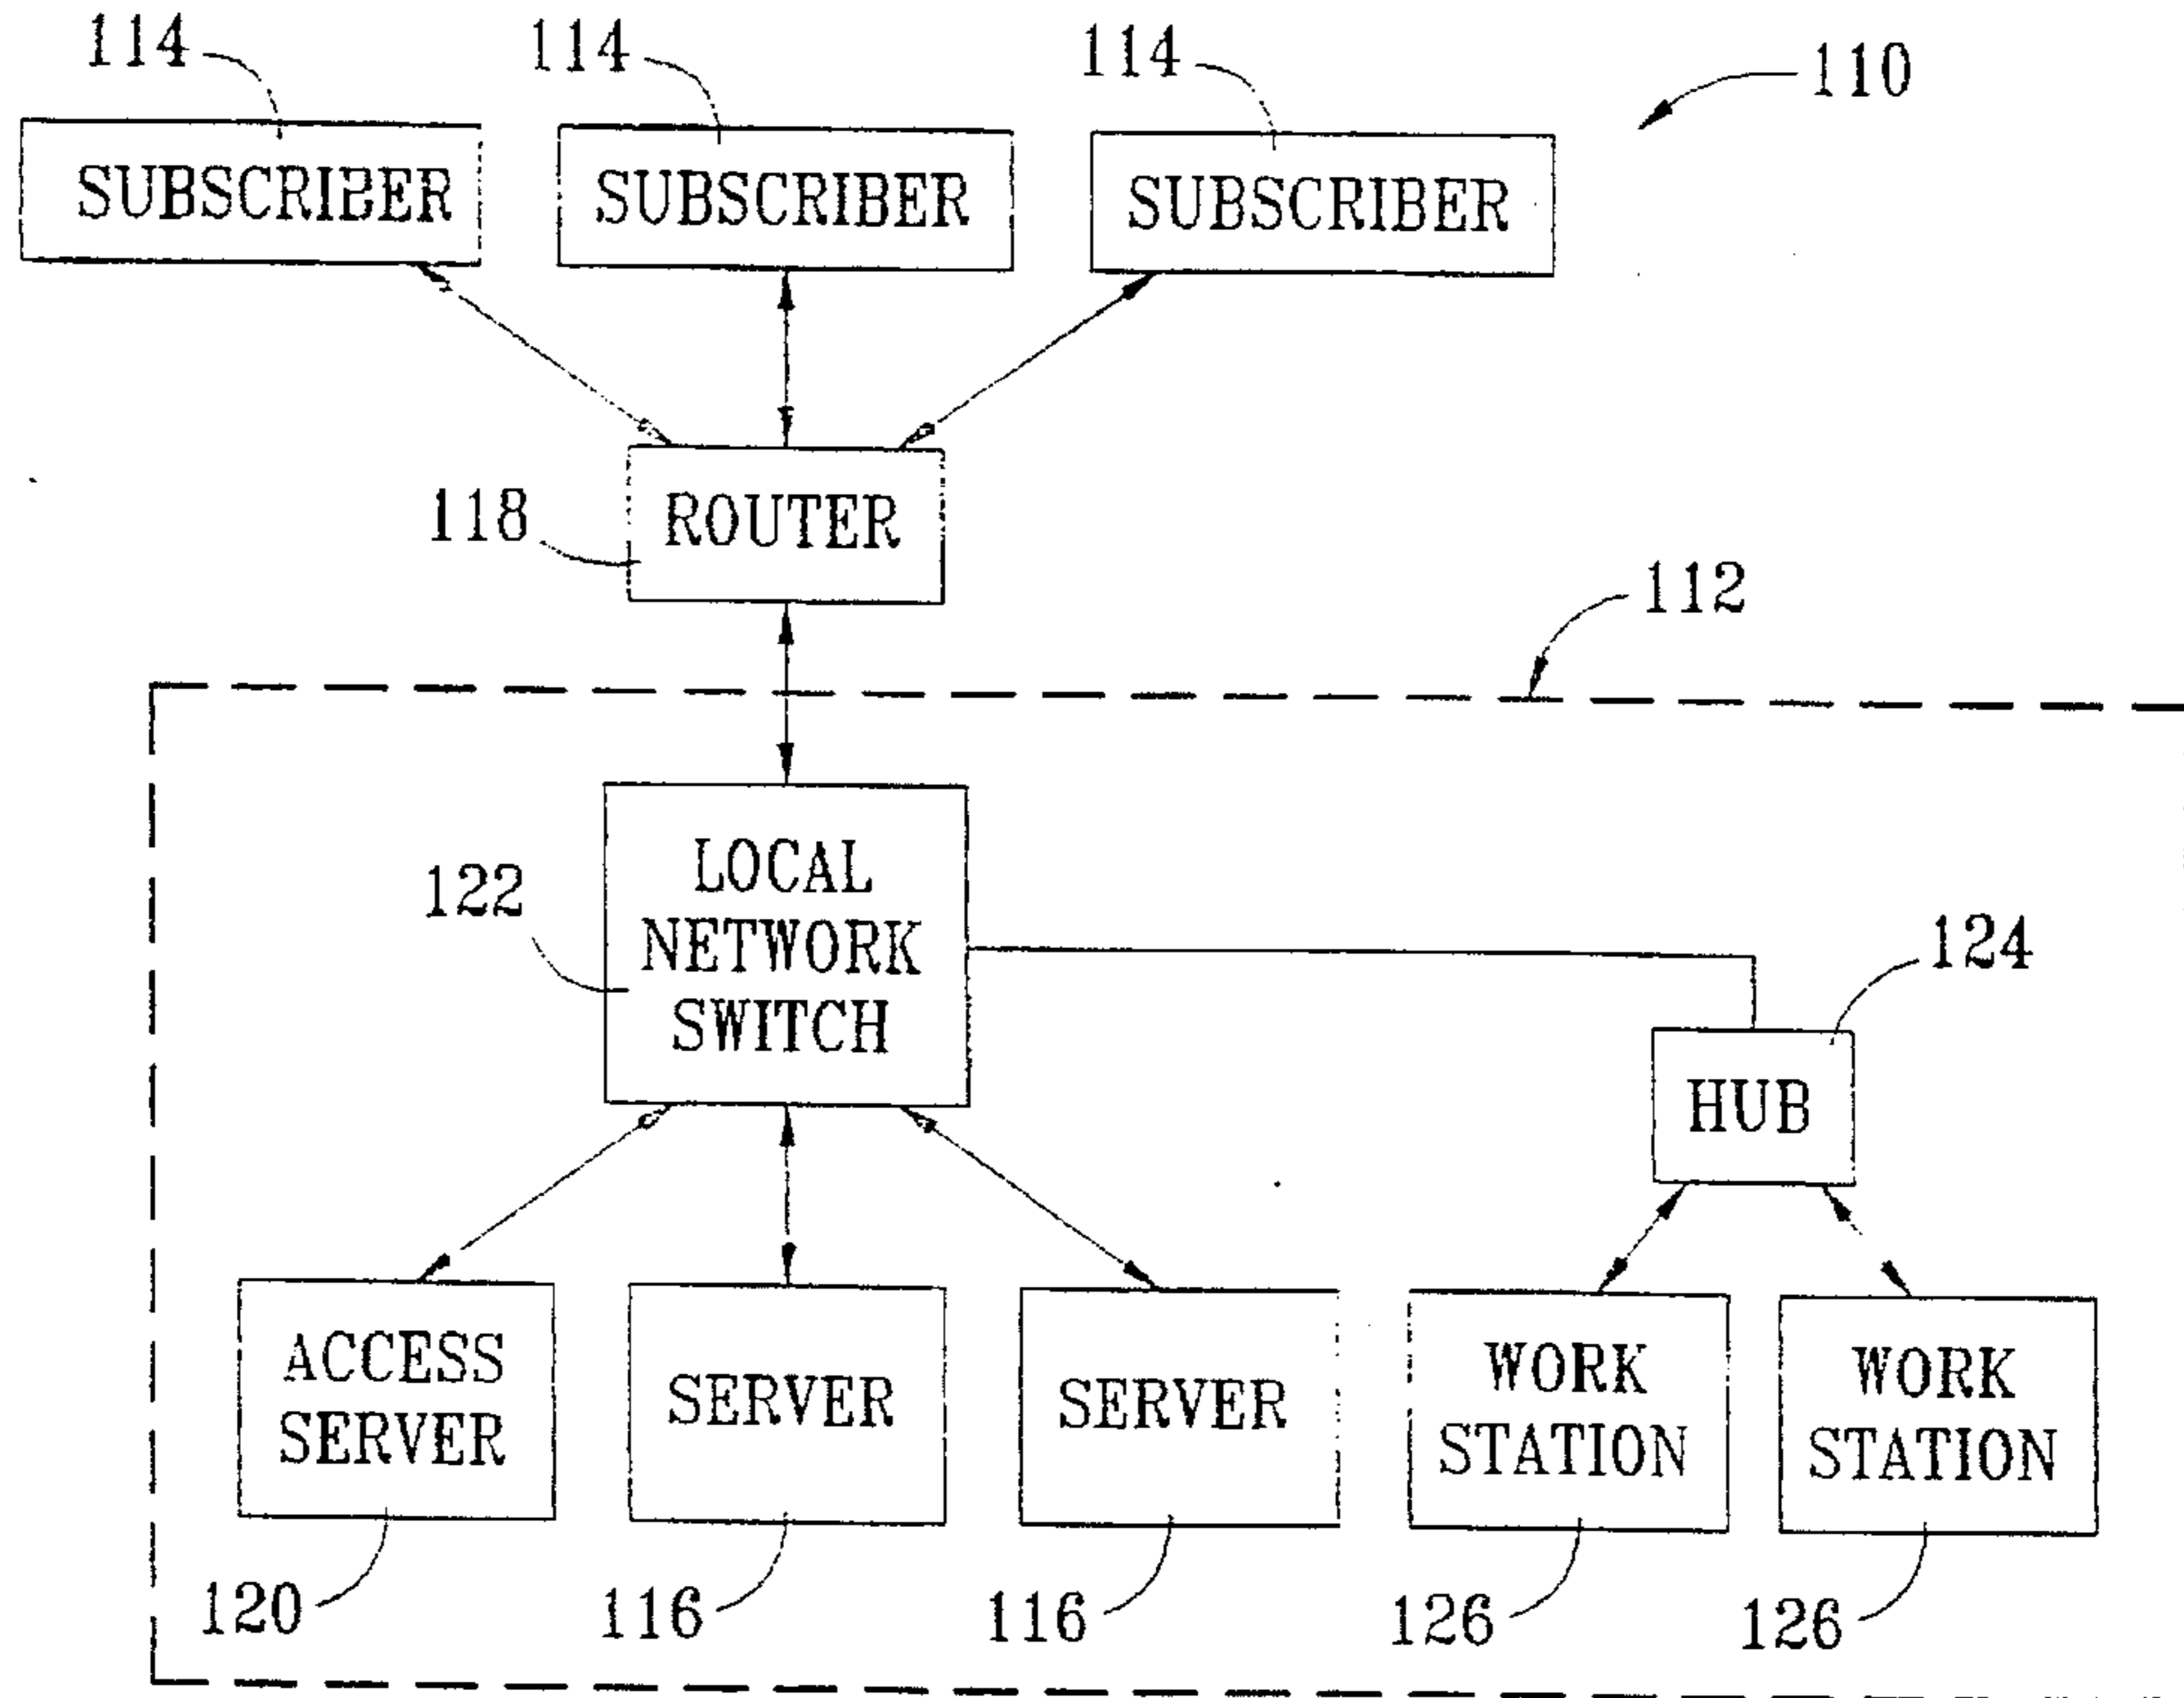 114
114
114
110
SUBSCRIBER
SUBSCRIBER
SUBSCRIBER
118
ROUTER
112
122
LOCAL
NETWORK
SWITCH
124
HUB
ACCESS
SERVER
SERVER
SERVER
WORK
STATION
WORK
STATION
120
116
116
126
126